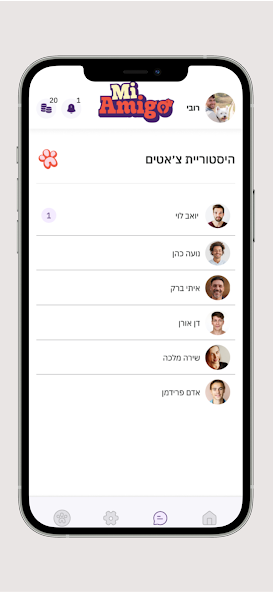 רובי
Mi
Amigo
1
20
היסטוריית צ'אטים
יואב לוי
1
נועה כהן
איתי ברק
דן אורן
שירה מלכה
אדם פרידמן